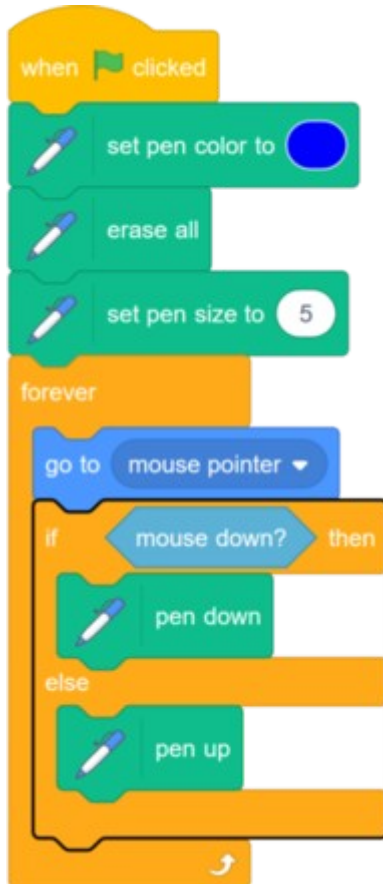 when clicked
set pen color to
erase all
set pen size to 5
forever
go to mouse pointer
if mouse down? then
pen down
else
pen up